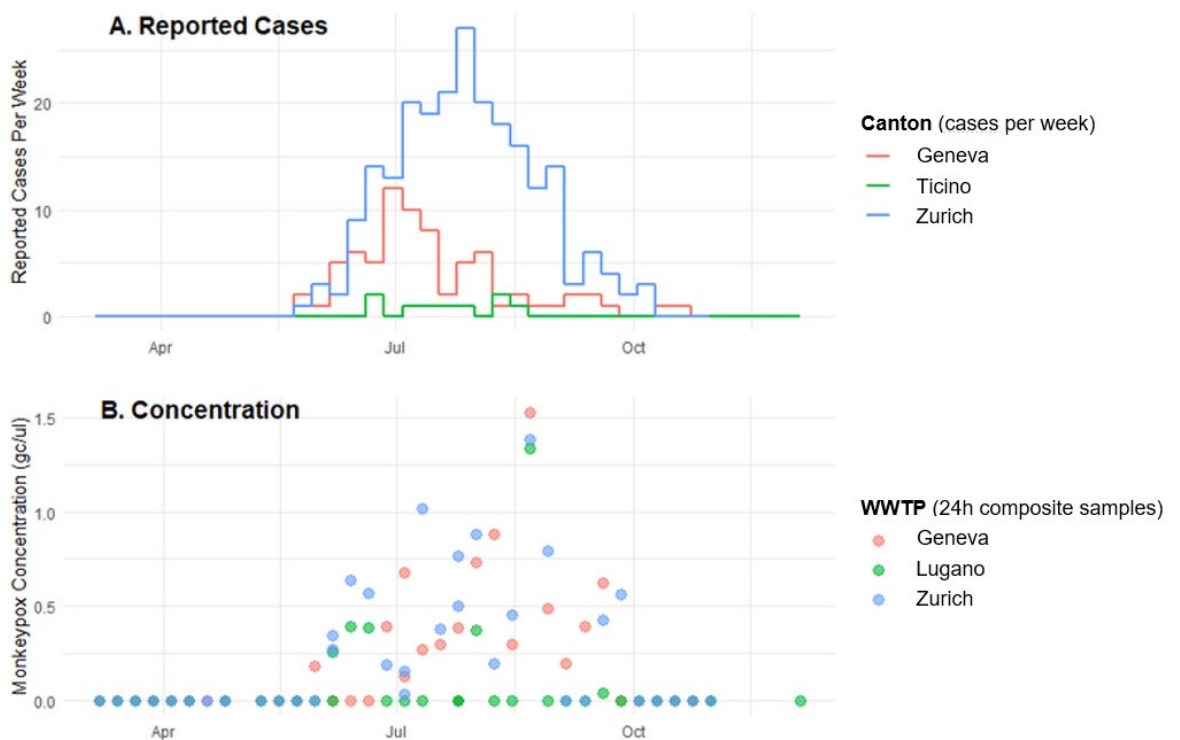 A. Reported Cases
Reported Cases Per Week
20
10
0
Apr
Jul
Oct
Canton (cases per week)
Geneva
Ticino
Zurich
B. Concentration
Monkeypox Concentration (gc/ul)
1.5
1.0
0.5
0.0
Apr
Jul
Oct
WWTP (24h composite samples)
Geneva
Lugano
Zurich